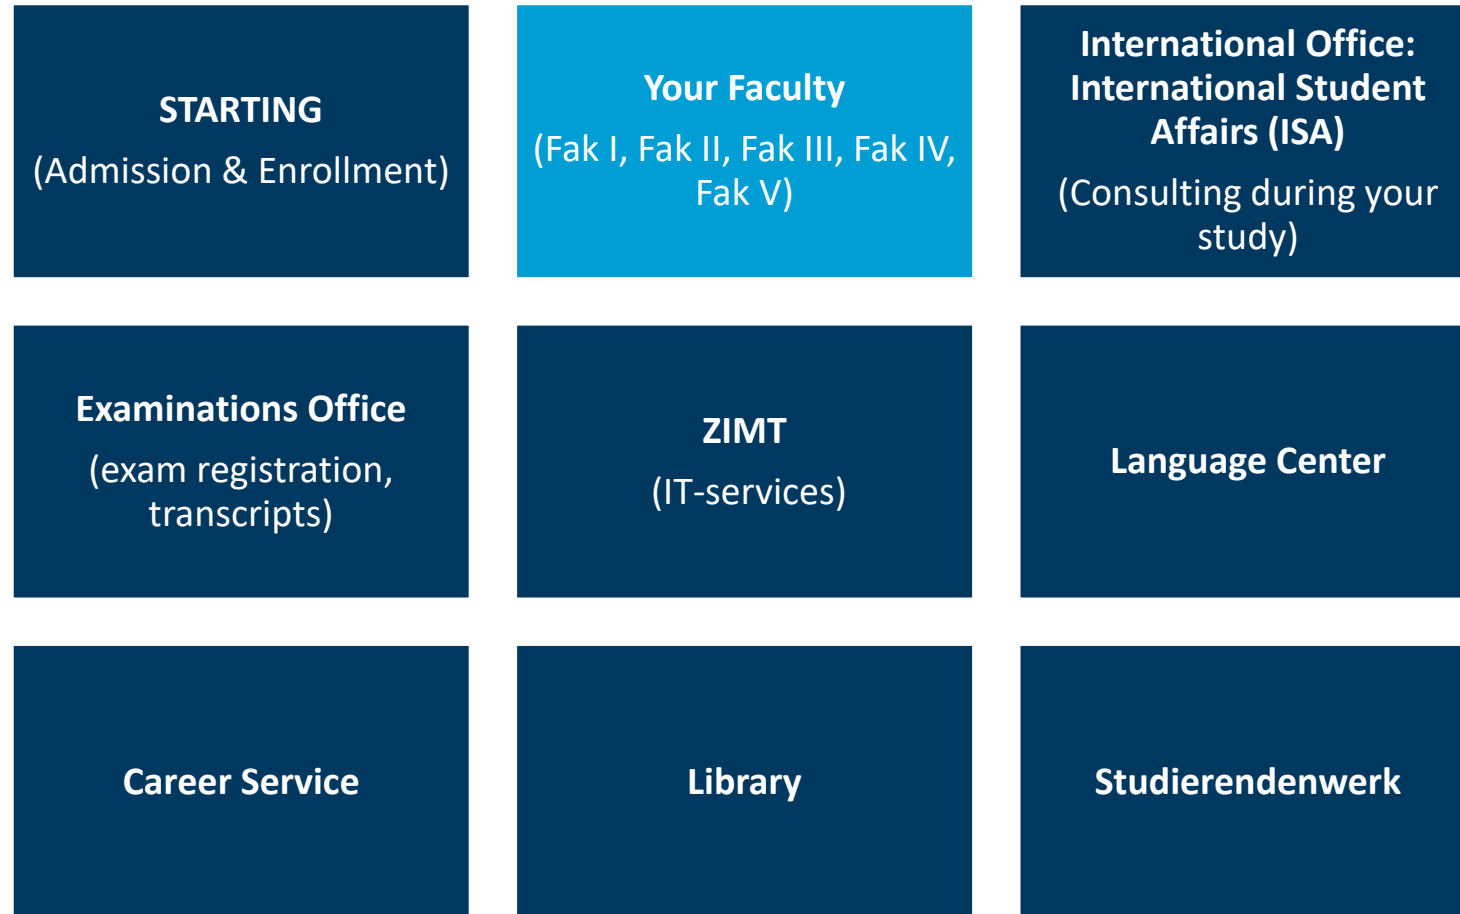 STARTING
(Admission & Enrollment)
Your Faculty
(Fak I, Fak II, Fak III, Fak IV,
Fak V)
International Office:
International Student
Affairs (ISA)
(Consulting during your
study)
Examinations Office
(exam registration,
transcripts)
ZIMT
(IT-services)
Language Center
Career Service
Library
Studierendenwerk